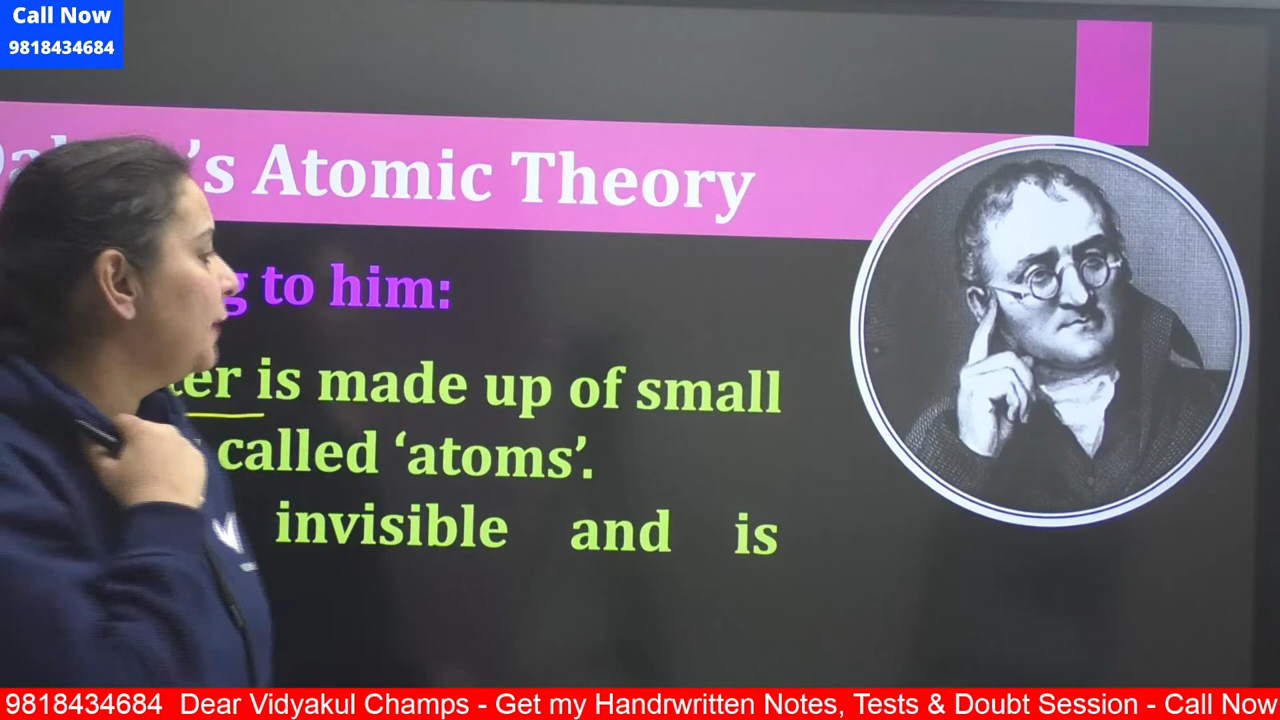 Call Now
9818434684
’s Atomic Theory
g to him:
ter is made up of small
called ‘atoms’.
invisible and is
9818434684 Dear Vidyakul Champs - Get my Handrwritten Notes, Tests & Doubt Session - Call Now